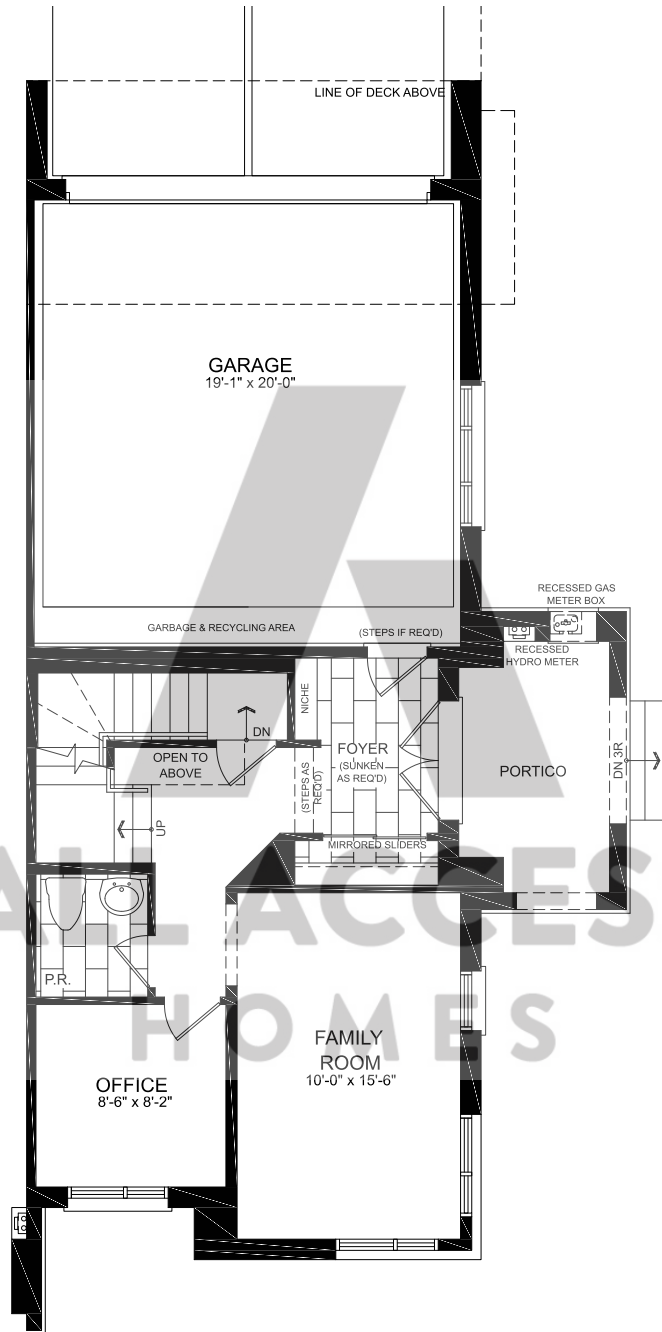 LINE OF DECK ABOVE
GARAGE
19'-1" x 20'-0"
GARBAGE & RECYCLING AREA
(STEPS IF REQ'D)
RECESSED GAS
METER BOX
RECESSED
HYDRO METER
NICHE
DN
OPEN TO
ABOVE
FOYER
(SUNKEN
AS REQ'D)
(STEPS AS
REQ'D)
PORTICO
DN 3R
UP
MIRRORED SLIDERS
ALL ACCESS
HOMES
P.R.
FAMILY
ROOM
10'-0" x 15'-6"
OFFICE
8'-6" x 8'-2"